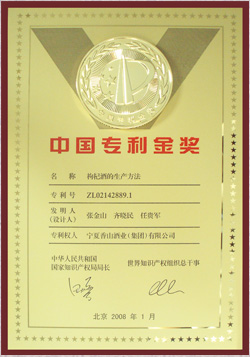 中国专利金奖
名 称 枸杞酒的生产方法
专 利 号 ZL02142889.1
发 明 人
(设计人) 张金山 齐晓民 任贵军
专利权人 宁夏香山酒业(集团)有限公司
中华人民共和国
国家知识产权局局长
世界知识产权组织总干事
北京 2008 年 1 月